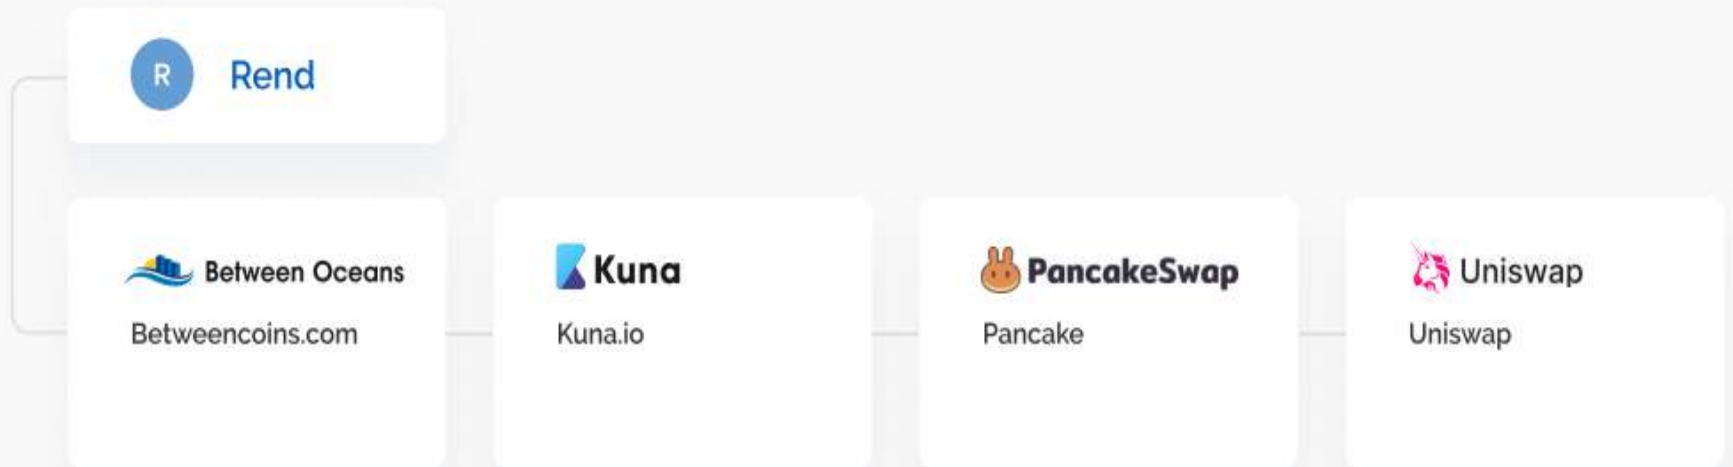 R Rend
Between Oceans
Betweencoins.com
Kuna
Kuna.io
PancakeSwap
Pancake
Uniswap
Uniswap